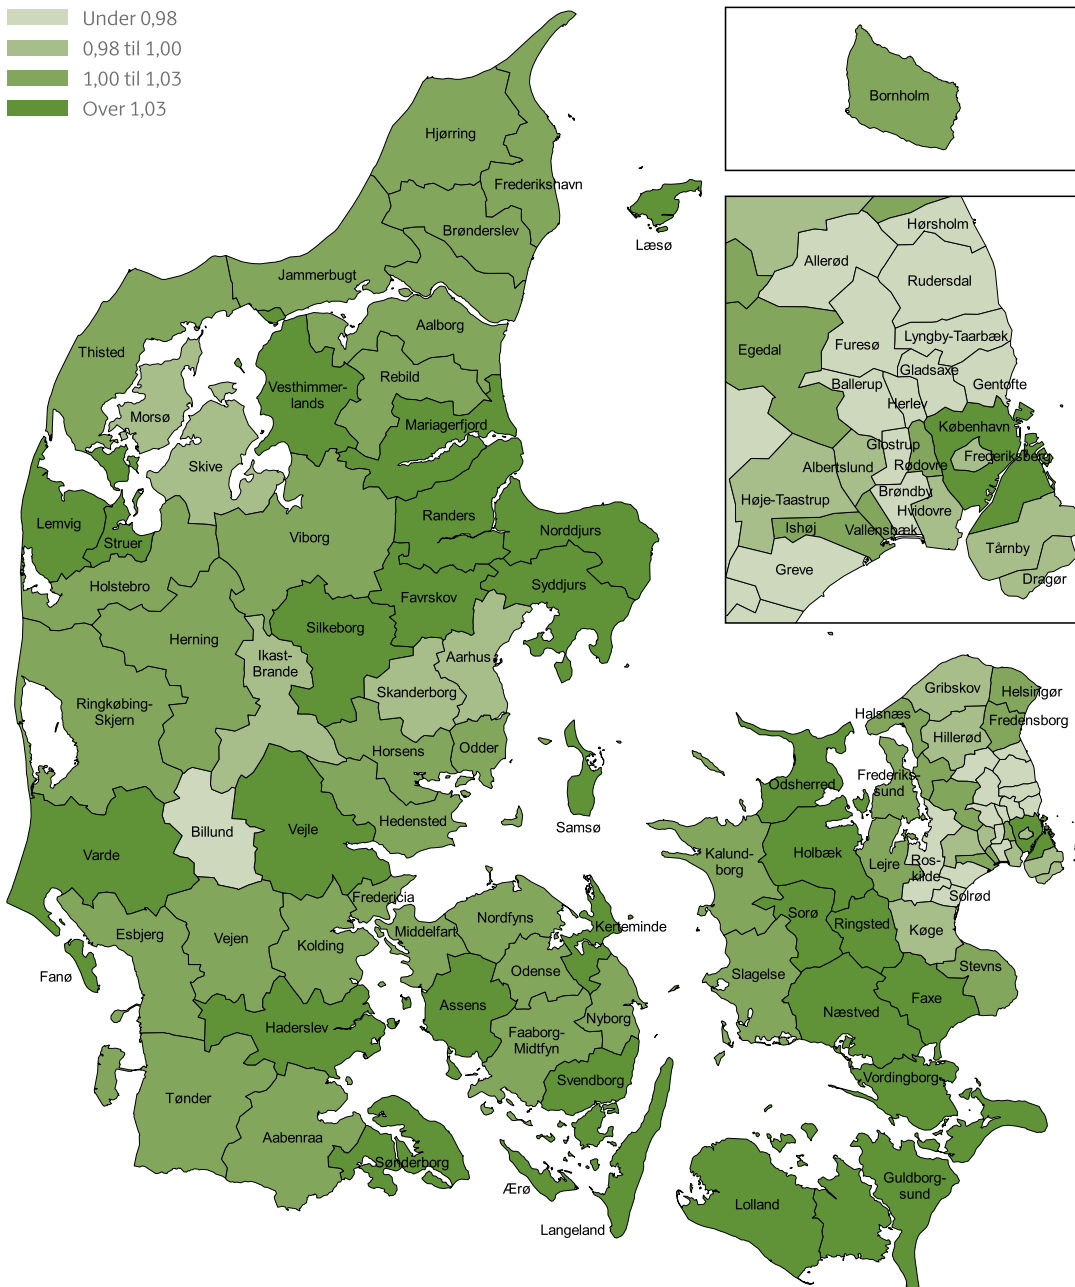 Under 0,98
0,98 til 1,00
1,00 til 1,03
Over 1,03
Bornholm
Hjørring
Frederikshavn
Brønderslev
Læsø
Jammerbugt
Aalborg
Thisted
Rebild
Vesthimmer-
lands
Morsø
Mariagerfjord
Skive
Lemvig
Struer
Randers
Norddjurs
Viborg
Holstebro
Favrskov
Syddjurs
Silkeborg
Herning
Ikast-
Brande
Aarhus
Skanderborg
Ringkøbing-
Skjern
Horsens
Odder
Hedensted
Samsø
Billund
Vejle
Varde
Fredericia
Esbjerg
Vejen
Kolding
Middelfart
Nordfyns
Kerteminde
Fanø
Odense
Assens
Nyborg
Haderslev
Faaborg-
Midtfyn
Svendborg
Tønder
Aabenraa
Sønderborg
Ærø
Langeland
Hørsholm
Allerød
Rudersdal
Egedal
Furesø
Lyngby-Taarbæk
Gladsaxe
Ballerup
Gentofte
Herlev
København
Glostrup
Frederiksberg
Albertslund
Rødovre
Høje-Taastrup
Brøndby
Hvidovre
Ishøj
Vallensbæk
Tårnby
Greve
Dragør
Gribskov
Helsingør
Halsnæs
Fredensborg
Hillerød
Frederiks-
sund
Odsherred
Kalund-
borg
Holbæk
Lejre
Ros-
kilde
Solrød
Sorø
Ringsted
Køge
Slagelse
Stevns
Næstved
Faxe
Vordingborg
Guldborg-
sund
Lolland